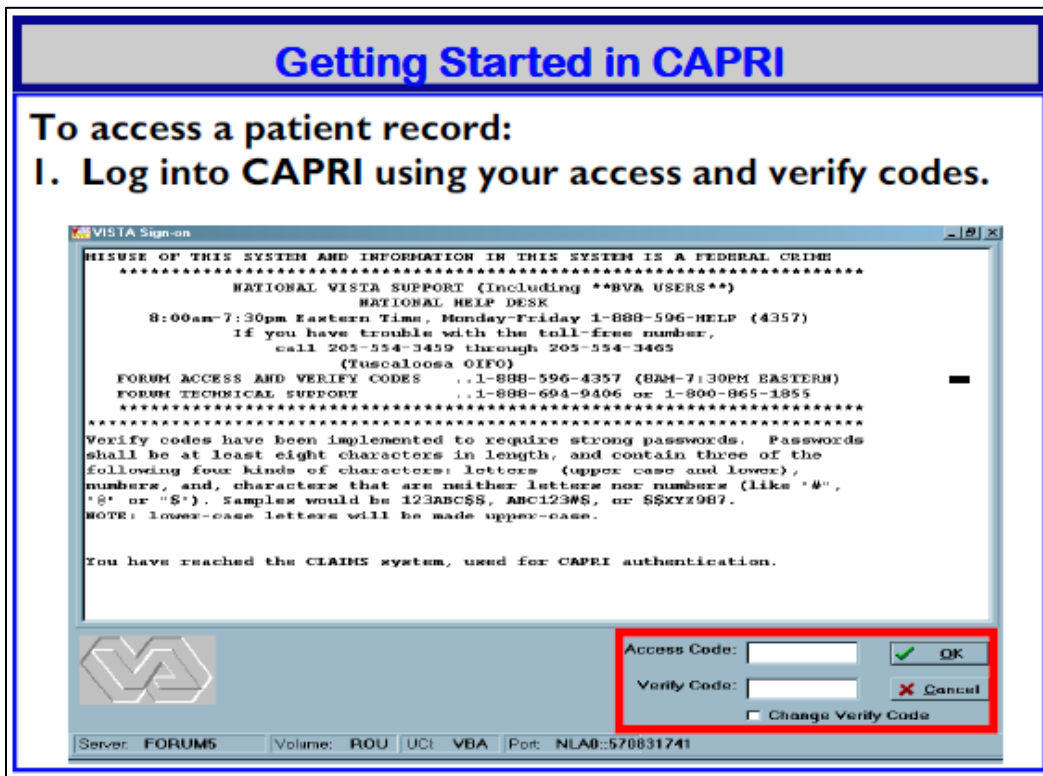 Getting Started in CAPRI
To access a patient record:
1. Log into CAPRI using your access and verify codes.
VISTA Sign-on
MISUSE OF THIS SYSTEM AND INFORMATION IN THIS SYSTEM IS A FEDERAL CRIME
***********************************************************************
NATIONAL VISTA SUPPORT (Including **BVA USERS**)
NATIONAL HELP DESK
8:00am-7:30pm Eastern Time, Monday-Friday 1-888-596-HELP (4357)
If you have trouble with the toll-free number,
call 205-554-3459 through 205-554-3465
(Tuscaloosa OIFO)
FORUM ACCESS AND VERIFY CODES ..1-888-596-4357 (8AM-7:30PM EASTERN)
FORUM TECHNICAL SUPPORT ..1-888-694-9406 or 1-800-865-1855
***********************************************************************
**************************************************************************
Verify codes have been implemented to require strong passwords. Passwords
shall be at least eight characters in length, and contain three of the
following four kinds of characters: letters (upper case and lower),
numbers, and, characters that are neither letters nor numbers (like "#",
"@" or "$"). Samples would be 123ABC$$, ABC123#$, or $$XYZ987.
NOTE: lower-case letters will be made upper-case.
You have reached the CLAIMS system, used for CAPRI authentication.
Access Code:
OK
Verify Code:
Cancel
Change Verify Code
Server: FORUM5 Volume: ROU UCI: VBA Port: NLA0::570831741